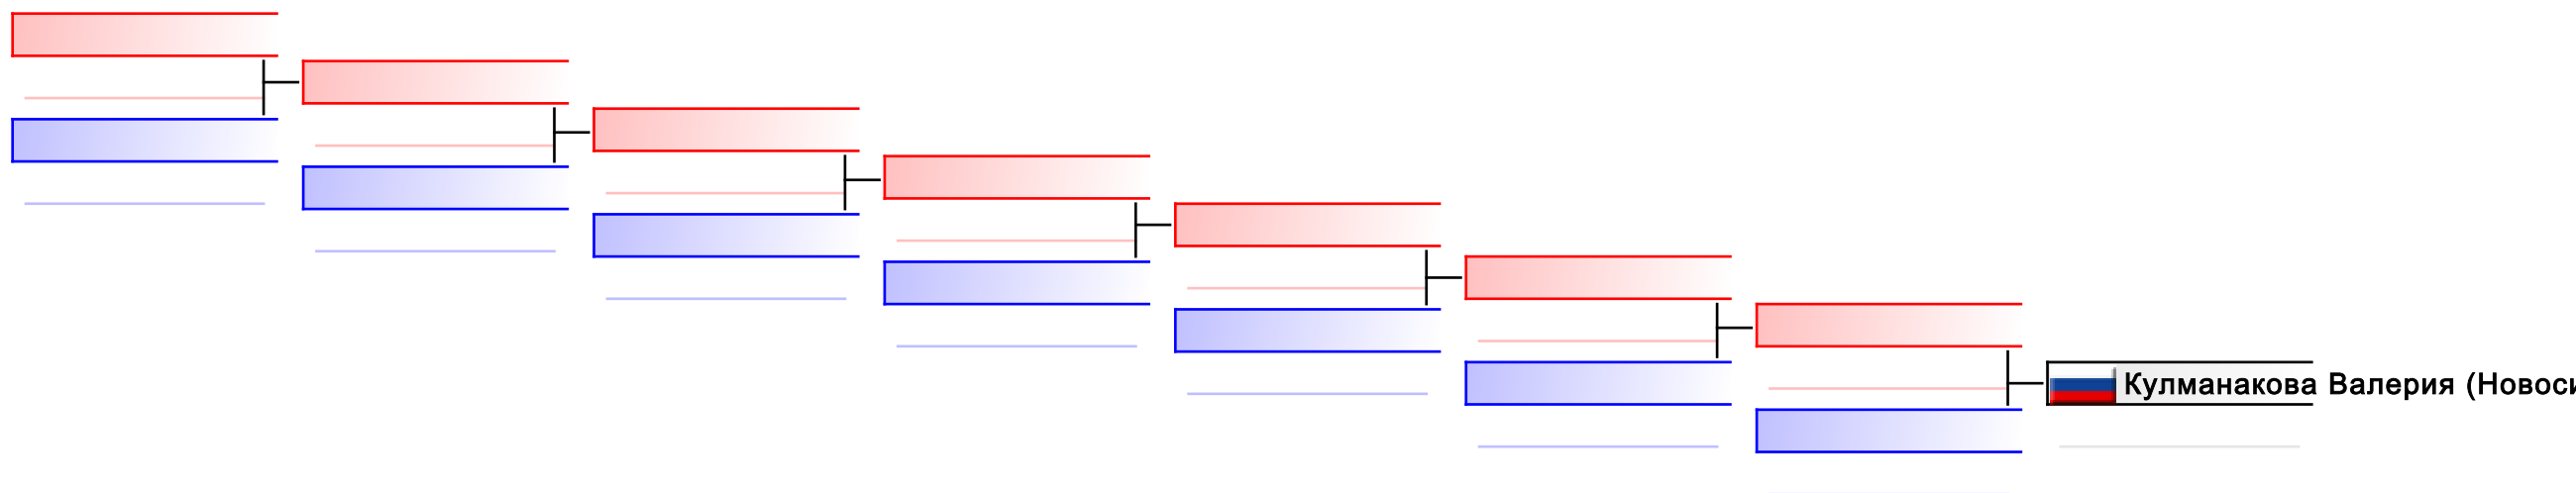 Кулманакова Валерия (Новоси